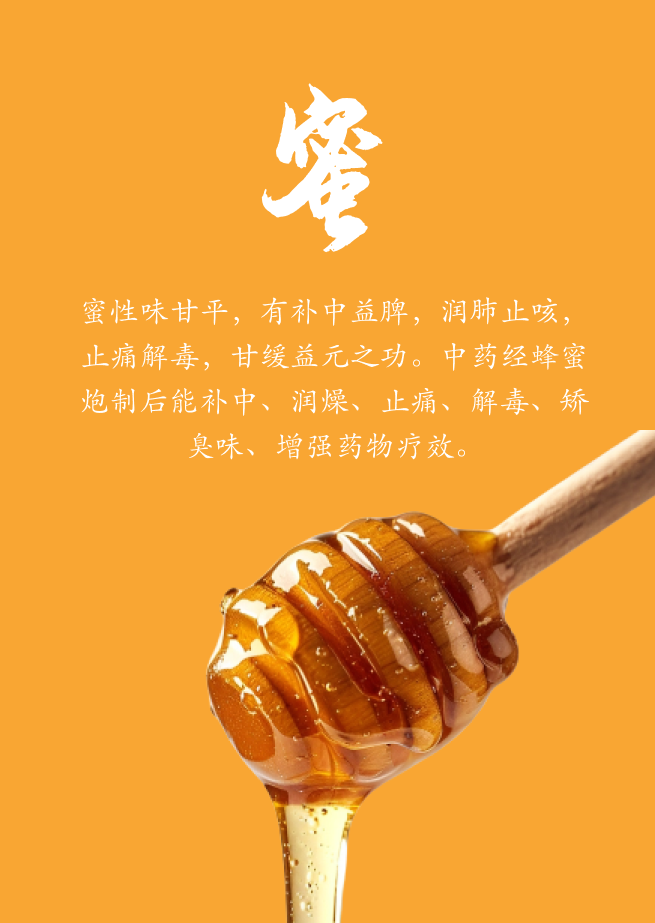 蜜
蜜性味甘平，有补中益脾，润肺止咳，
止痛解毒，甘缓益元之功。中药经蜂蜜
炮制后能补中、润燥、止痛、解毒、矫
臭味、增强药物疗效。